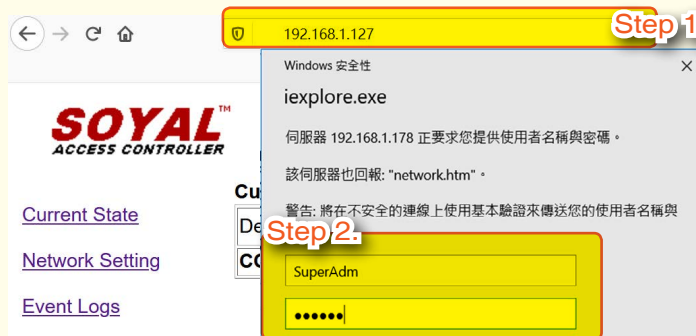 192.168.1.127
Step 1
Windows 安全性
iexplore.exe
SOYAL™
ACCESS CONTROLLER
伺服器 192.168.1.178 正要求您提供使用者名稱與密碼。
該伺服器也回報: "network.htm"。
警告: 將在不安全的連線上使用基本驗證來傳送您的使用者名稱與
Step 2.
Current State
Network Setting
Event Logs
SuperAdm
••••••